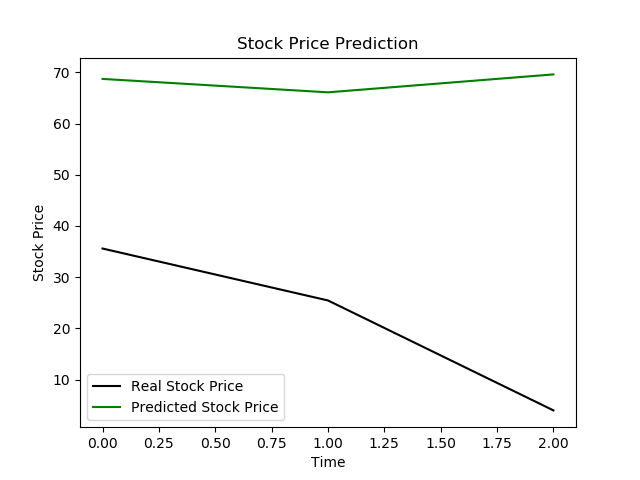 Stock Price Prediction
70
60
50
40
30
20
10
Stock Price
Real Stock Price
Predicted Stock Price
0.00 0.25 0.50 0.75 1.00 1.25 1.50 1.75 2.00
Time